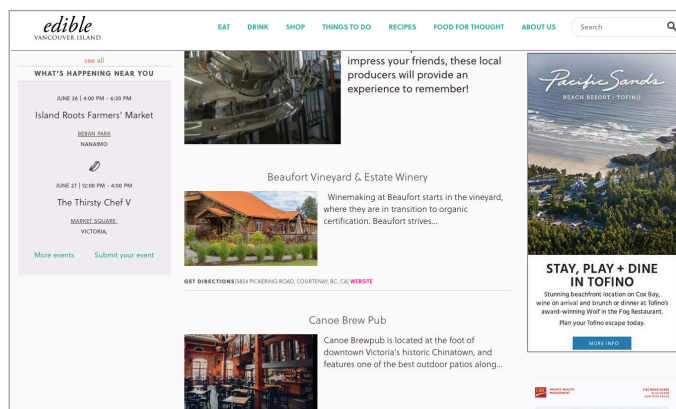 edible
VANCOUVER ISLAND
EAT DRINK SHOP THINGS TO DO RECIPES FOOD FOR THOUGHT ABOUT US Search
see all
WHAT'S HAPPENING NEAR YOU
JUNE 26 | 4:00 PM - 6:30 PM
Island Roots Farmers' Market
BEBAN PARK
NANAIMO
JUNE 27 | 12:00 PM - 4:00 PM
The Thirsty Chef V
MARKET SQUARE
VICTORIA,
More events Submit your event
impress your friends, these local
producers will provide an
experience to remember!
Beaufort Vineyard & Estate Winery
Winemaking at Beaufort starts in the vineyard,
where they are in transition to organic
certification. Beaufort strives...
GET DIRECTIONS|5854 PICKERING ROAD, COURTENAY, BC, CA| WEBSITE
Canoe Brew Pub
Canoe Brewpub is located at the foot of
downtown Victoria's historic Chinatown, and
features one of the best outdoor patios along...
Pacific Sands
BEACH RESORT · TOFINO
STAY, PLAY + DINE
IN TOFINO
Stunning beachfront location on Cox Bay,
wine on arrival and brunch or dinner at Tofino's
award-winning Wolf in the Fog Restaurant.
Plan your Tofino escape today.
MORE INFO
PRIVATE WEALTH
MANAGEMENT